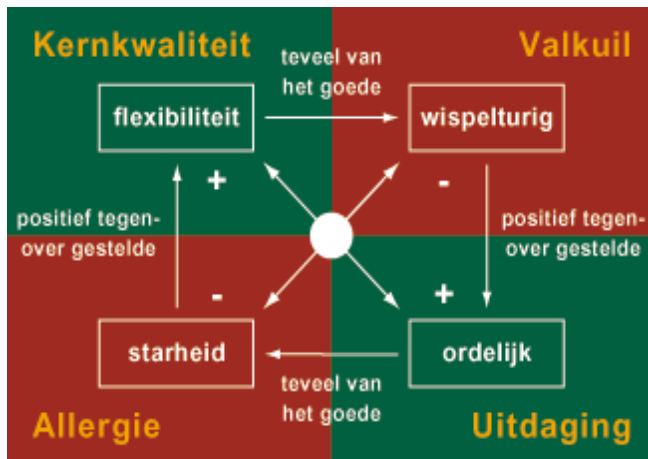 Kernkwaliteit
teveel van
het goede
Valkuil
flexibiliteit
wispelturig
+
-
positief tegen-
over gestelde
positief tegen-
over gestelde
-
+
starheid
ordelijk
teveel van
het goede
Allergie
Uitdaging